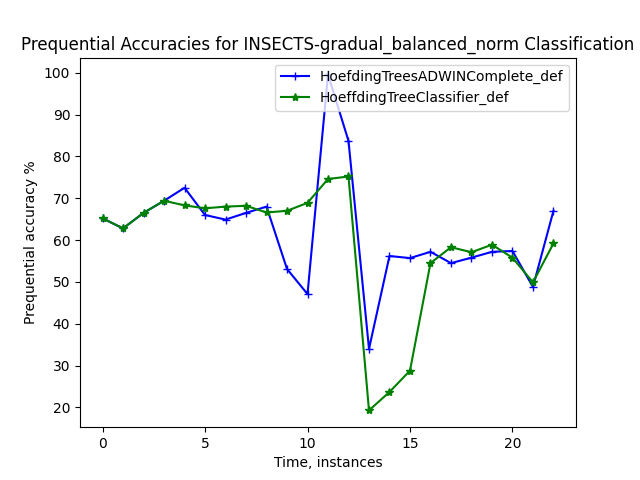 Prequential Accuracies for INSECTS-gradual_balanced_norm Classification
HoefdingTreesADWINComplete_def
HoeffdingTreeClassifier_def
Prequential accuracy %
100
90
80
70
60
50
40
30
20
0 5 10 15 20
Time, instances